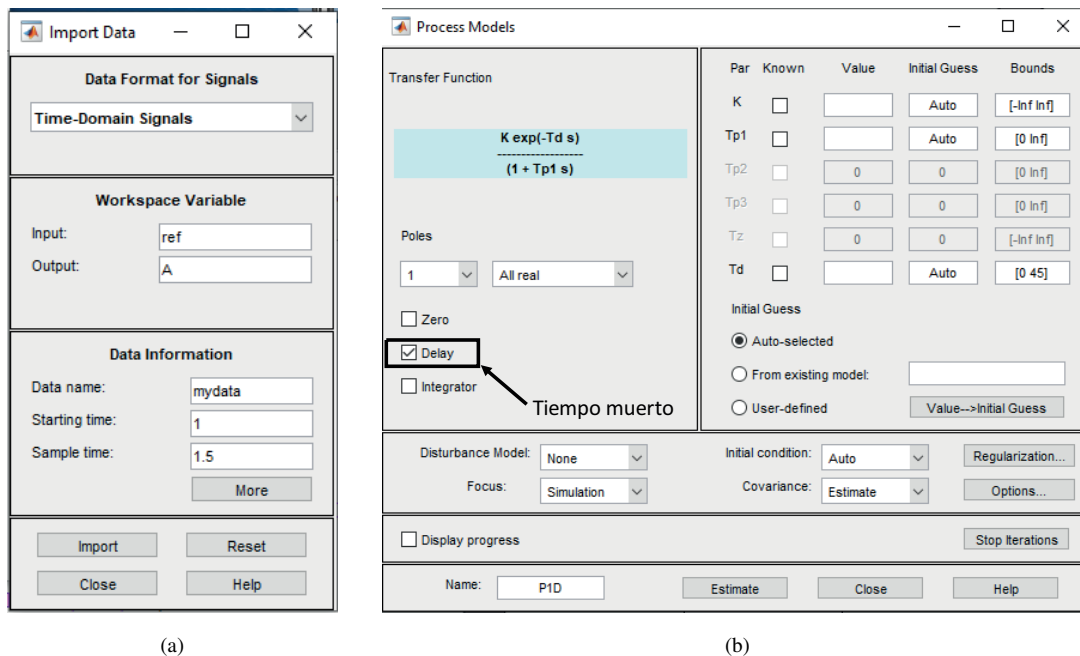 Import Data
Data Format for Signals
Time-Domain Signals
Workspace Variable
Input: ref
Output: A
Data Information
Data name: mydata
Starting time: 1
Sample time: 1.5
More
Import Reset
Close Help
(a)
Process Models
Transfer Function
K exp(-Td s)
------------------
(1 + Tp1 s)
Poles
1 All real
Zero
Delay
Integrator
Tiempo muerto
Par Known Value Initial Guess Bounds
K Auto [-Inf Inf]
Tp1 Auto [0 Inf]
Tp2 0 0 [0 Inf]
Tp3 0 0 [0 Inf]
Tz 0 0 [-Inf Inf]
Td Auto [0 45]
Initial Guess
Auto-selected
From existing model:
User-defined Value-->Initial Guess
Disturbance Model: None Initial condition: Auto Regularization...
Focus: Simulation Covariance: Estimate Options...
Display progress Stop Iterations
Name: P1D Estimate Close Help
(b)